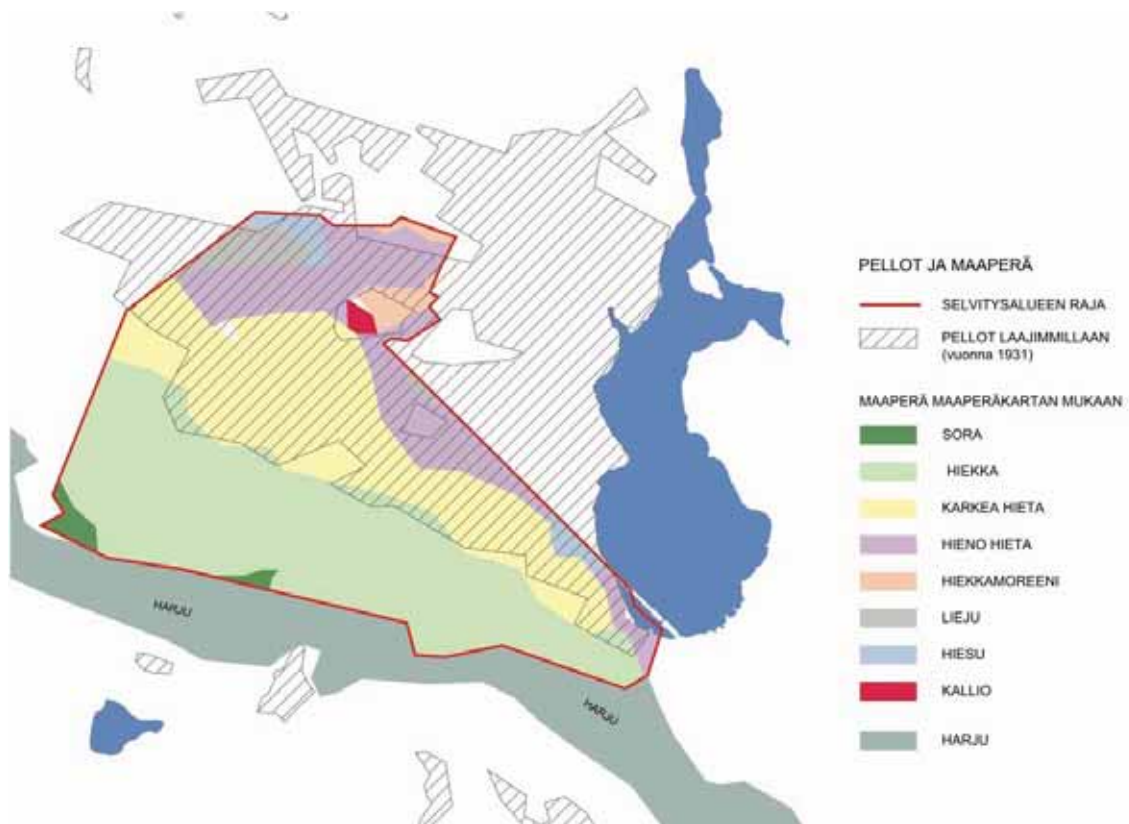 PELLOT JA MAAPERÄ
SELVITYSALUEEN RAJA
PELLOT LAAJIMMILLAAN
(vuonna 1931)
MAAPERÄ MAAPERÄKARTAN MUKAAN
SORA
HIEKKA
KARKEA HIETA
HIENO HIETA
HIEKKAMOREENI
LIEJU
HIESU
KALLIO
HARJU
HARJU
HARJU